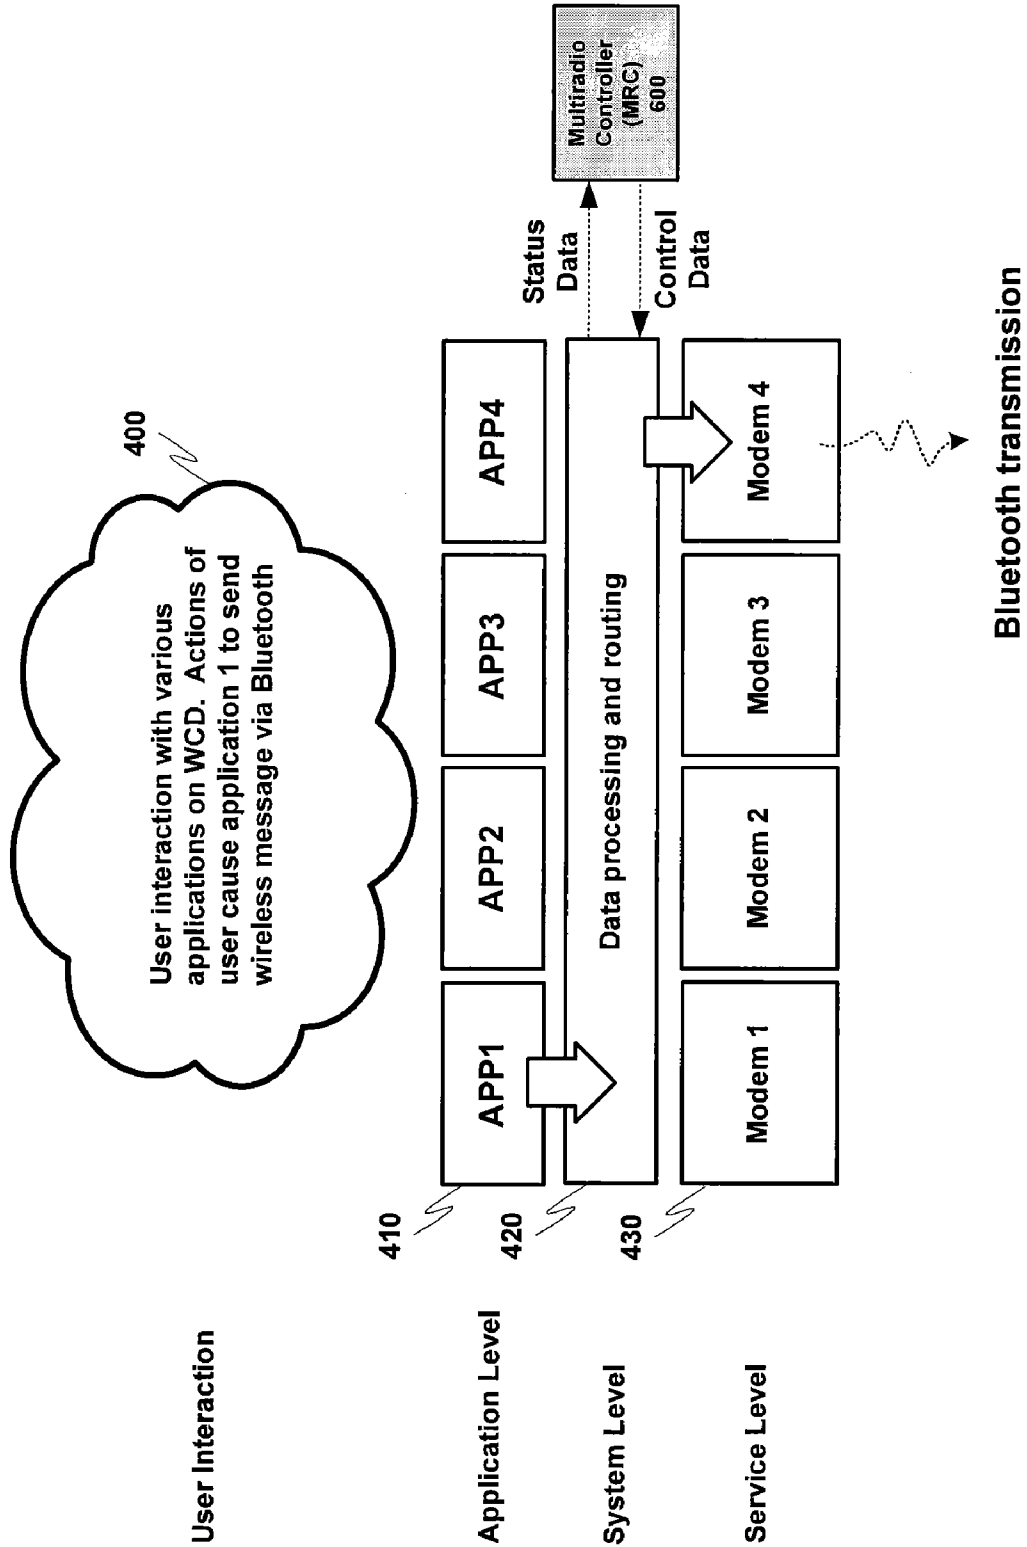 User Interaction
400
User interaction with various
applications on WCD.  Actions of
user cause application 1 to send
wireless message via Bluetooth
Application Level
410
APP1
APP2
APP3
APP4
System Level
420
Data processing and routing
Status
Data
Control
Data
Multiradio
Controller
(MRC)
600
Service Level
430
Modem 1
Modem 2
Modem 3
Modem 4
Bluetooth transmission